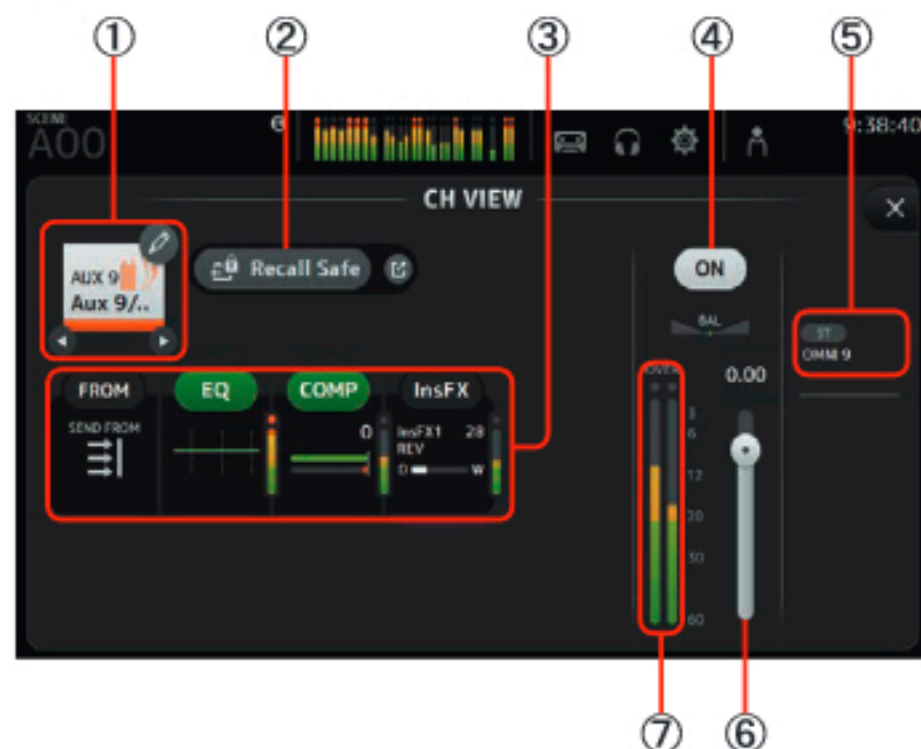 ① ② ③ ④ ⑤
SCENE
A00
9:38:40
CH VIEW
AUX 9
Aux 9/..
Recall Safe
ON
BAL
ST
OMNI 9
FROM EQ COMP InsFX
OVER
0.00
SEND FROM
0
InsFX1 28
REV
D W
3
6
12
20
30
60
⑦ ⑥